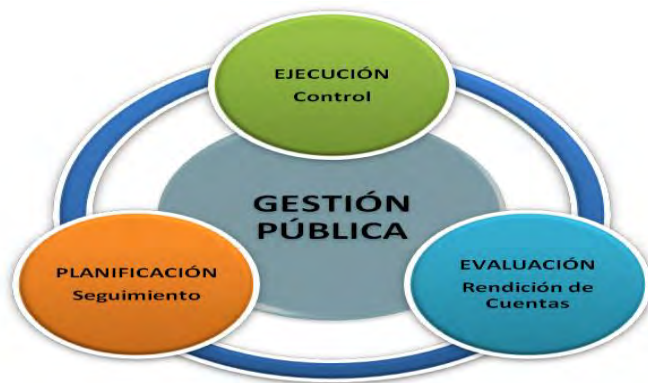 EJECUCIÓN
Control
GESTIÓN
PÚBLICA
PLANIFICACIÓN
Seguimiento
EVALUACIÓN
Rendición de
Cuentas